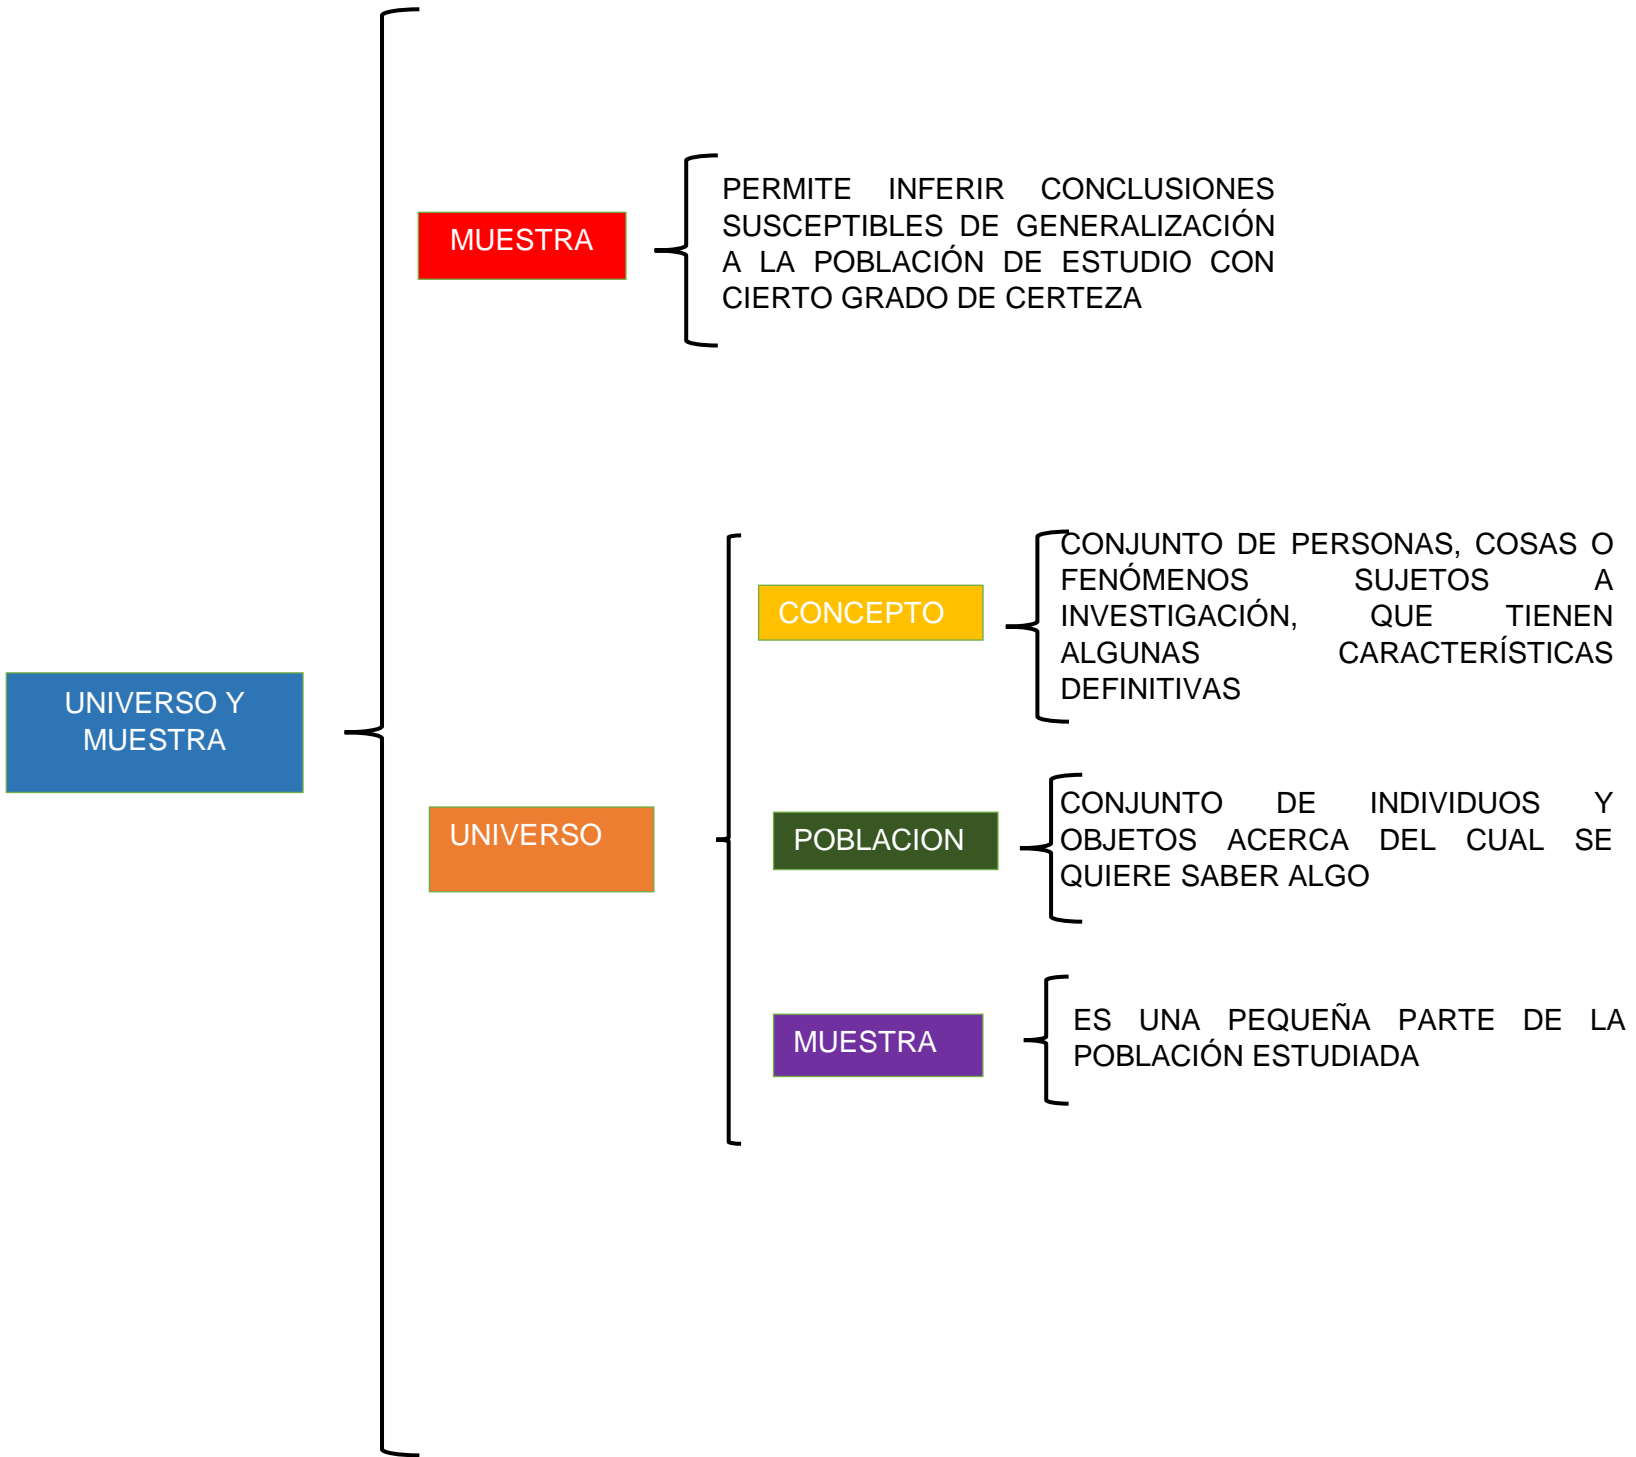 MUESTRA
PERMITE INFERIR CONCLUSIONES
SUSCEPTIBLES DE GENERALIZACIÓN
A LA POBLACIÓN DE ESTUDIO CON
CIERTO GRADO DE CERTEZA
UNIVERSO Y
MUESTRA
UNIVERSO
CONCEPTO
CONJUNTO DE PERSONAS, COSAS O
FENÓMENOS SUJETOS A
INVESTIGACIÓN, QUE TIENEN
ALGUNAS CARACTERÍSTICAS
DEFINITIVAS
POBLACION
CONJUNTO DE INDIVIDUOS Y
OBJETOS ACERCA DEL CUAL SE
QUIERE SABER ALGO
MUESTRA
ES UNA PEQUEÑA PARTE DE LA
POBLACIÓN ESTUDIADA